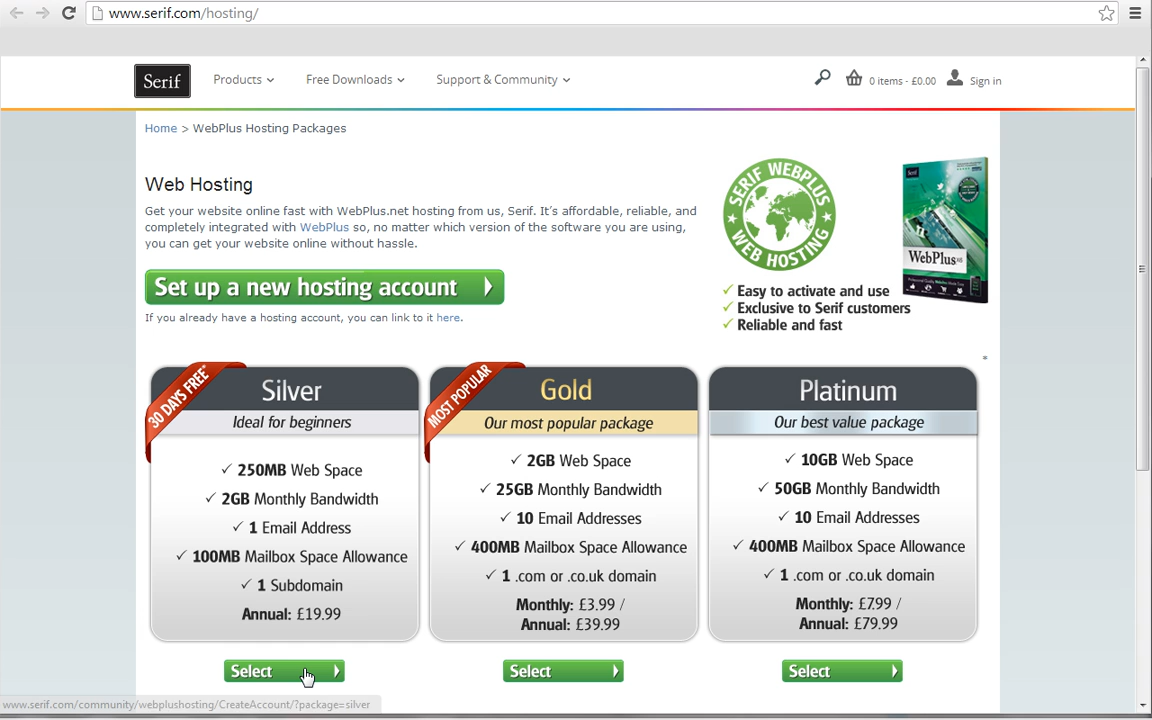 www.serif.com/hosting/
Serif
Products
Free Downloads
Support & Community
0 items - £0.00
Sign in
Home > WebPlus Hosting Packages
Web Hosting
Get your website online fast with WebPlus.net hosting from us, Serif. It's affordable, reliable, and
completely integrated with WebPlus so, no matter which version of the software you are using,
you can get your website online without hassle.
Set up a new hosting account
If you already have a hosting account, you can link to it here.
SERIF WEBPLUS
WEB HOSTING
Serif
WebPlus X6
✓ Easy to activate and use
✓ Exclusive to Serif customers
✓ Reliable and fast
*
30 DAYS FREE*
Silver
Ideal for beginners
✓ 250MB Web Space
✓ 2GB Monthly Bandwidth
✓ 1 Email Address
✓ 100MB Mailbox Space Allowance
✓ 1 Subdomain
Annual: £19.99
Select
MOST POPULAR
Gold
Our most popular package
✓ 2GB Web Space
✓ 25GB Monthly Bandwidth
✓ 10 Email Addresses
✓ 400MB Mailbox Space Allowance
✓ 1 .com or .co.uk domain
Monthly: £3.99 /
Annual: £39.99
Select
Platinum
Our best value package
✓ 10GB Web Space
✓ 50GB Monthly Bandwidth
✓ 10 Email Addresses
✓ 400MB Mailbox Space Allowance
✓ 1 .com or .co.uk domain
Monthly: £7.99 /
Annual: £79.99
Select
www.serif.com/community/webplushosting/CreateAccount/?package=silver